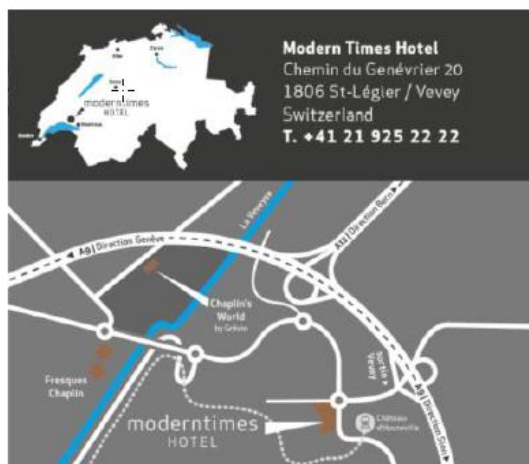 Modern Times Hotel
Chemin du Genévrier 20
1806 St-Légier / Vevey
Switzerland
T. +41 21 925 22 22
moderntimes
HOTEL
La Veveyse
A9 | Direction Genève
A12 | Direction Bern
Chaplin's
World
by Grévin
Fresques
Chaplin
Sortie
Vevey
moderntimes
HOTEL
Château
d'Hauteville
A9 | Direction Sion